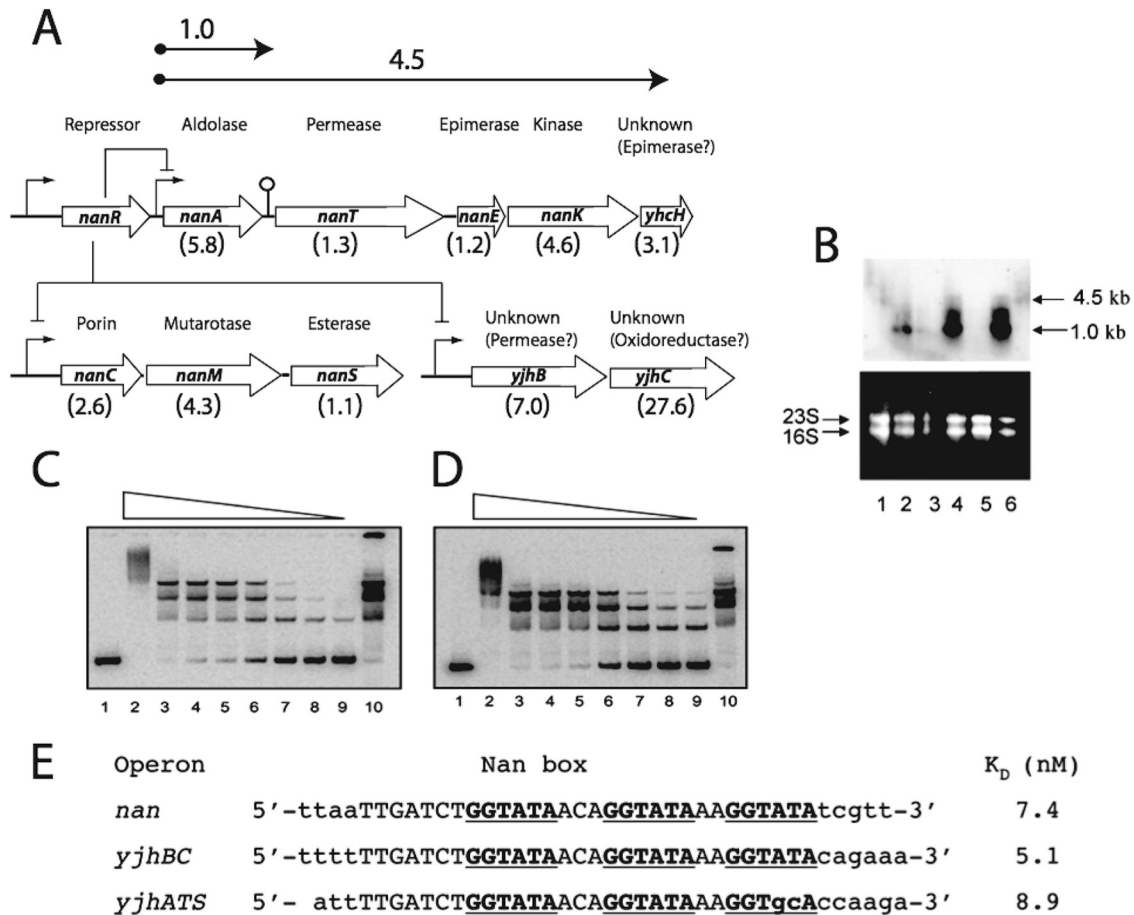 A
1.0
4.5
Repressor Aldolase Permease Epimerase Kinase Unknown
(Epimerase?)
nanR nanA nanT nanE nanK yhcH
(5.8) (1.3) (1.2) (4.6) (3.1)
Porin Mutarotase Esterase Unknown Unknown
(Permease?) (Oxidoreductase?)
nanC nanM nanS yjhB yjhC
(2.6) (4.3) (1.1) (7.0) (27.6)
B
4.5 kb
1.0 kb
23S
16S
1 2 3 4 5 6
C
1 2 3 4 5 6 7 8 9 10
D
1 2 3 4 5 6 7 8 9 10
E
Operon Nan box KD (nM)
nan 5'-ttaaTTGATCTGGTATAACAGGTATAAAGGTATAtcgtt-3' 7.4
yjhBC 5'-ttttTTGATCTGGTATAACAGGTATAAAGGTATAcagaaa-3' 5.1
yjhATS 5'- attTTGATCTGGTATAACAGGTATAAAGGTgcAccaaga-3' 8.9